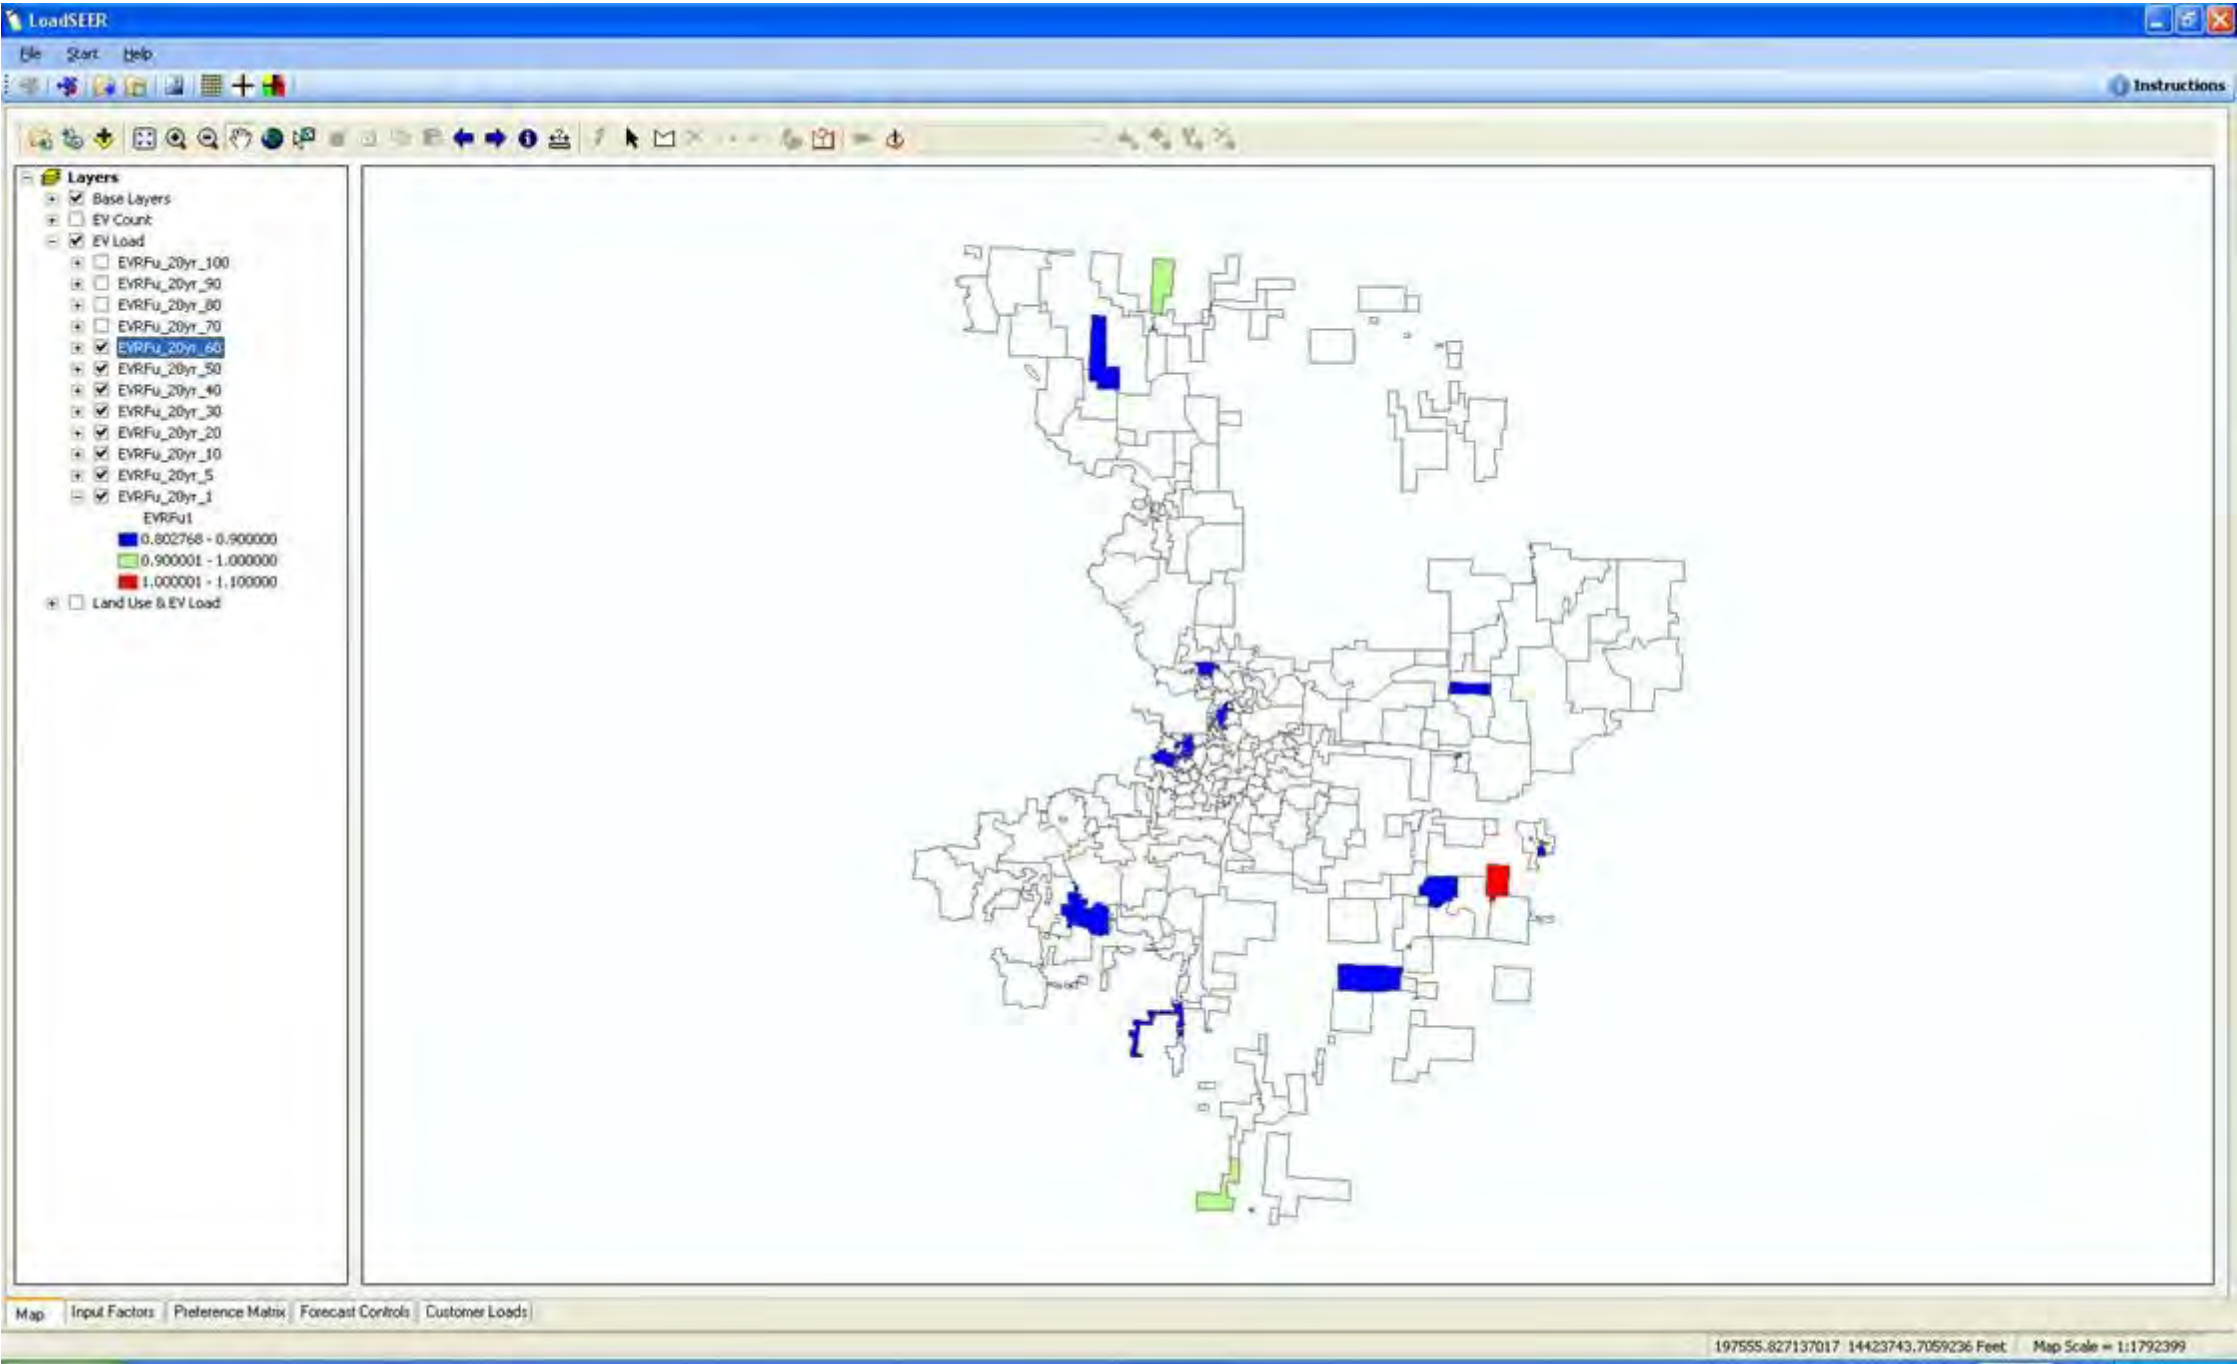 LoadSEER
File Start Help
Instructions
Layers
Base Layers
EV Count
EV Load
EVRFu_20yr_100
EVRFu_20yr_90
EVRFu_20yr_80
EVRFu_20yr_70
EVRFu_20yr_60
EVRFu_20yr_50
EVRFu_20yr_40
EVRFu_20yr_30
EVRFu_20yr_20
EVRFu_20yr_10
EVRFu_20yr_5
EVRFu_20yr_1
EVRFu1
0.802768 - 0.900000
0.900001 - 1.000000
1.000001 - 1.100000
Land Use & EV Load
Map Input Factors Preference Matrix Forecast Controls Customer Loads
197555.827137017 14423743.7059236 Feet Map Scale = 1:1792399